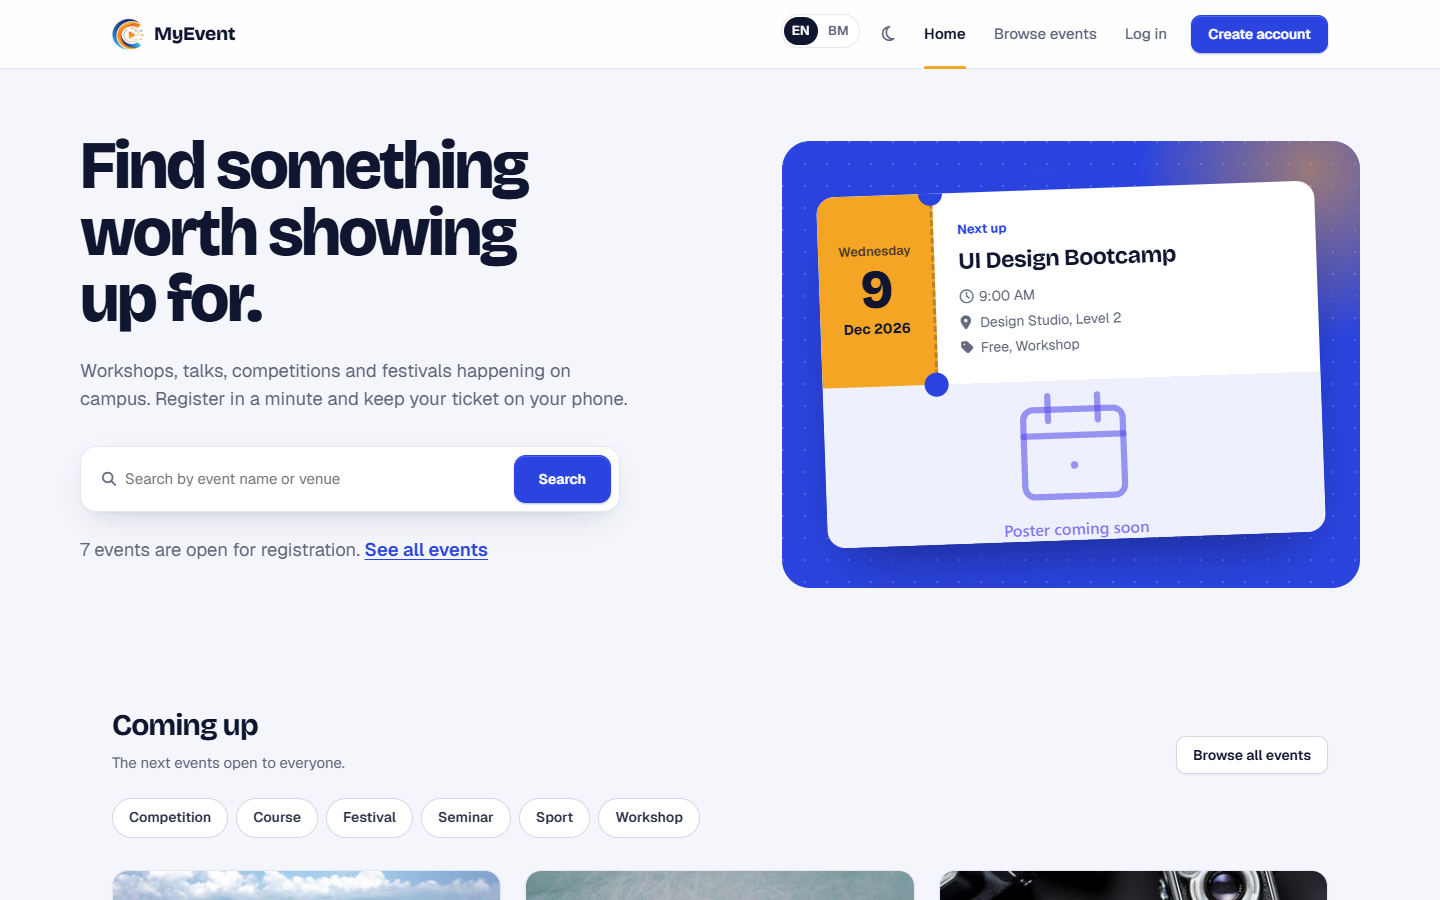 MyEvent
EN
BM
Home
Browse events
Log in
Create account
Find something
worth showing
up for.
Workshops, talks, competitions and festivals happening on
campus. Register in a minute and keep your ticket on your phone.
Search by event name or venue
Search
7 events are open for registration. See all events
Wednesday
9
Dec 2026
Next up
UI Design Bootcamp
9:00 AM
Design Studio, Level 2
Free, Workshop
Poster coming soon
Coming up
The next events open to everyone.
Browse all events
Competition
Course
Festival
Seminar
Sport
Workshop